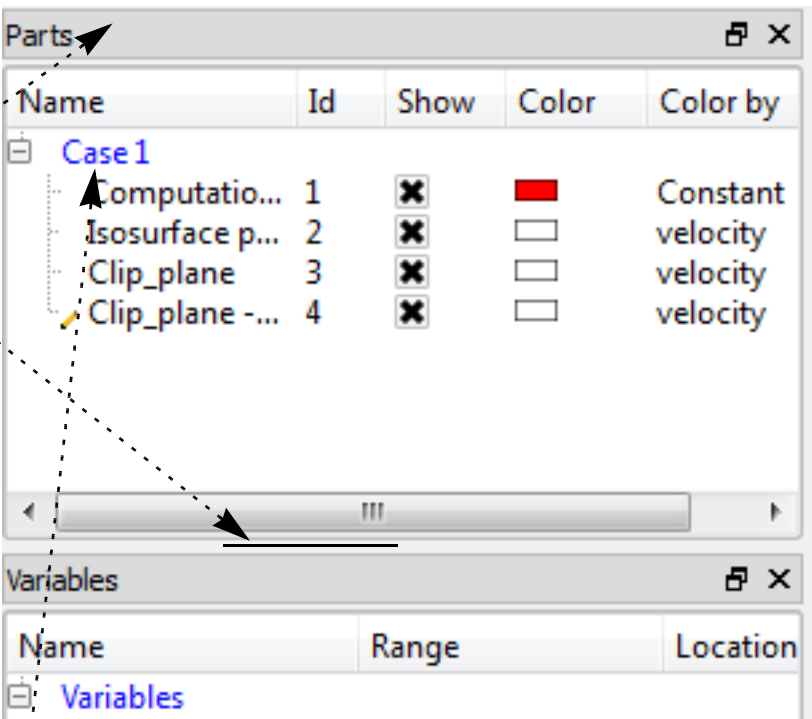 Parts
Name Id Show Color Color by
Case 1
Computatio... 1 Constant
Isosurface p... 2 velocity
Clip_plane 3 velocity
Clip_plane -... 4 velocity
Variables
Name Range Location
Variables